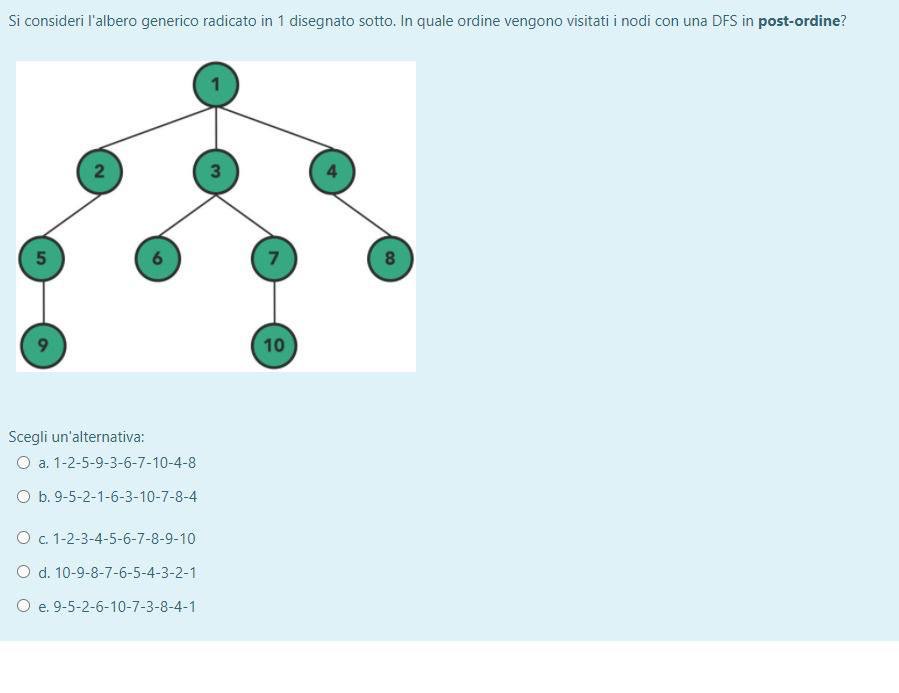 Si consideri l'albero generico radicato in 1 disegnato sotto. In quale ordine vengono visitati i nodi con una DFS in post-ordine?
1
2 3 4
5 6 7 8
9 10
Scegli un'alternativa:
a. 1-2-5-9-3-6-7-10-4-8
b. 9-5-2-1-6-3-10-7-8-4
c. 1-2-3-4-5-6-7-8-9-10
d. 10-9-8-7-6-5-4-3-2-1
e. 9-5-2-6-10-7-3-8-4-1